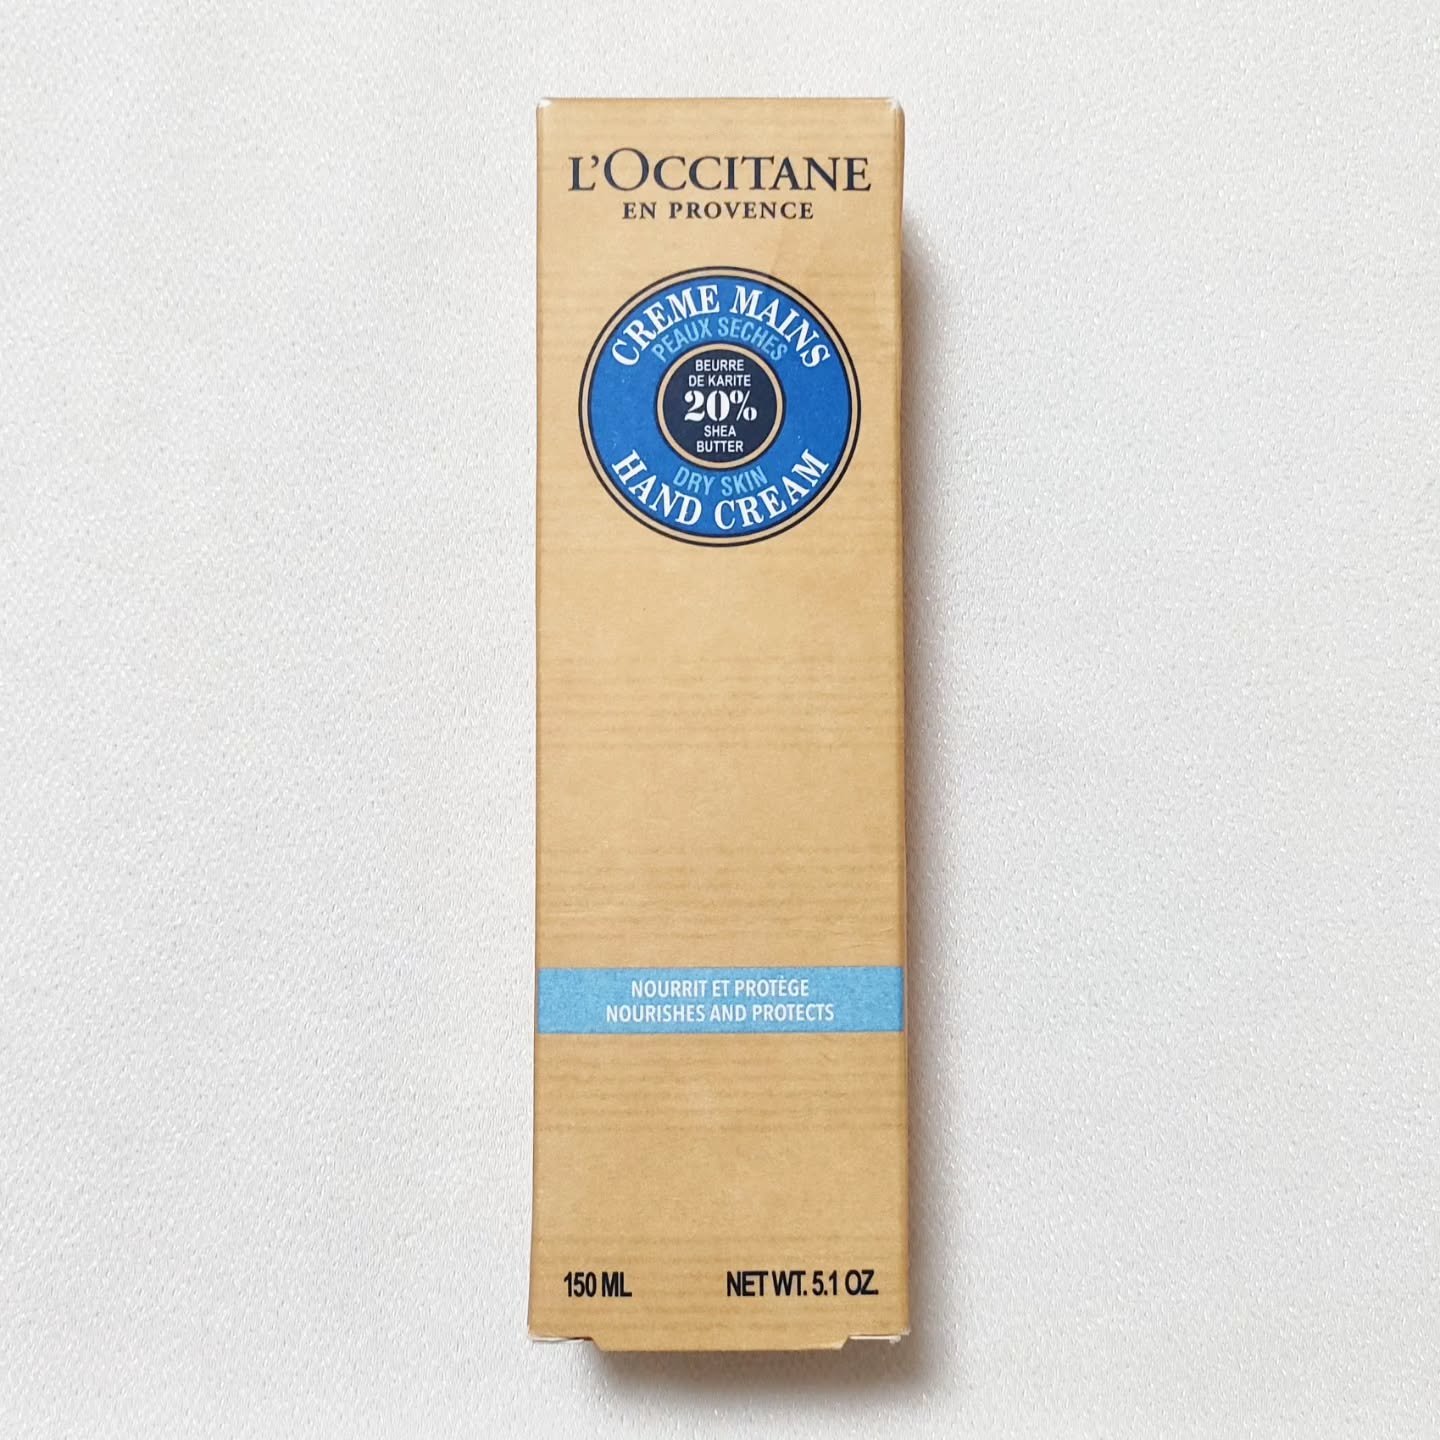 L'OCCITANE
EN PROVENCE
CREME MAINS
PEAUX SECHES
BEURRE
DE KARITE
20%
SHEA
BUTTER
DRY SKIN
HAND CREAM
NOURRIT ET PROTÈGE
NOURISHES AND PROTECTS
150 ML NET WT. 5.1 OZ.